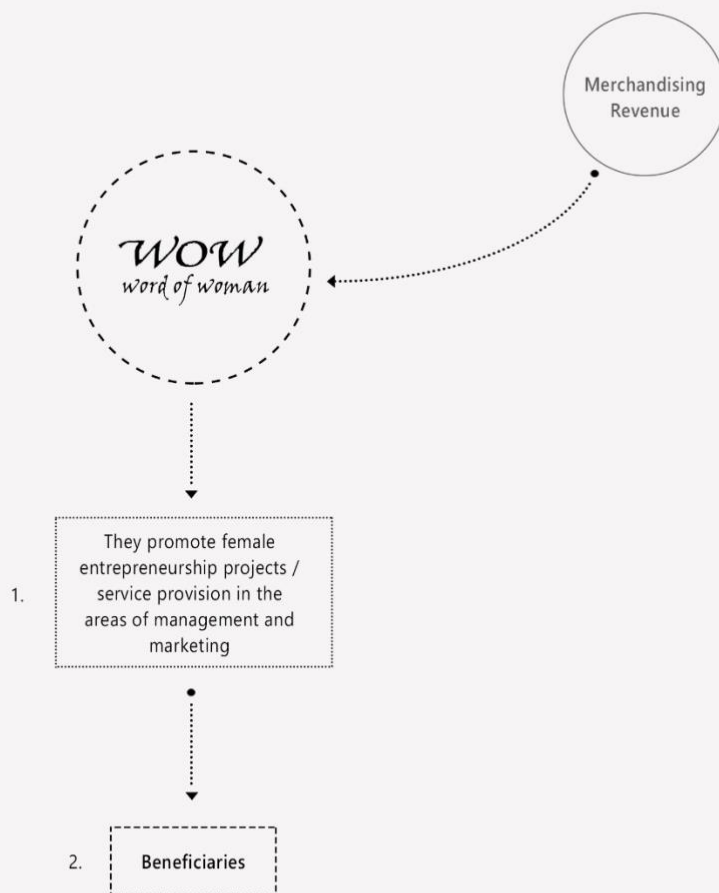 Merchandising
Revenue
WOW
word of woman
They promote female
entrepreneurship projects /
service provision in the
areas of management and
marketing
1.
2.
Beneficiaries